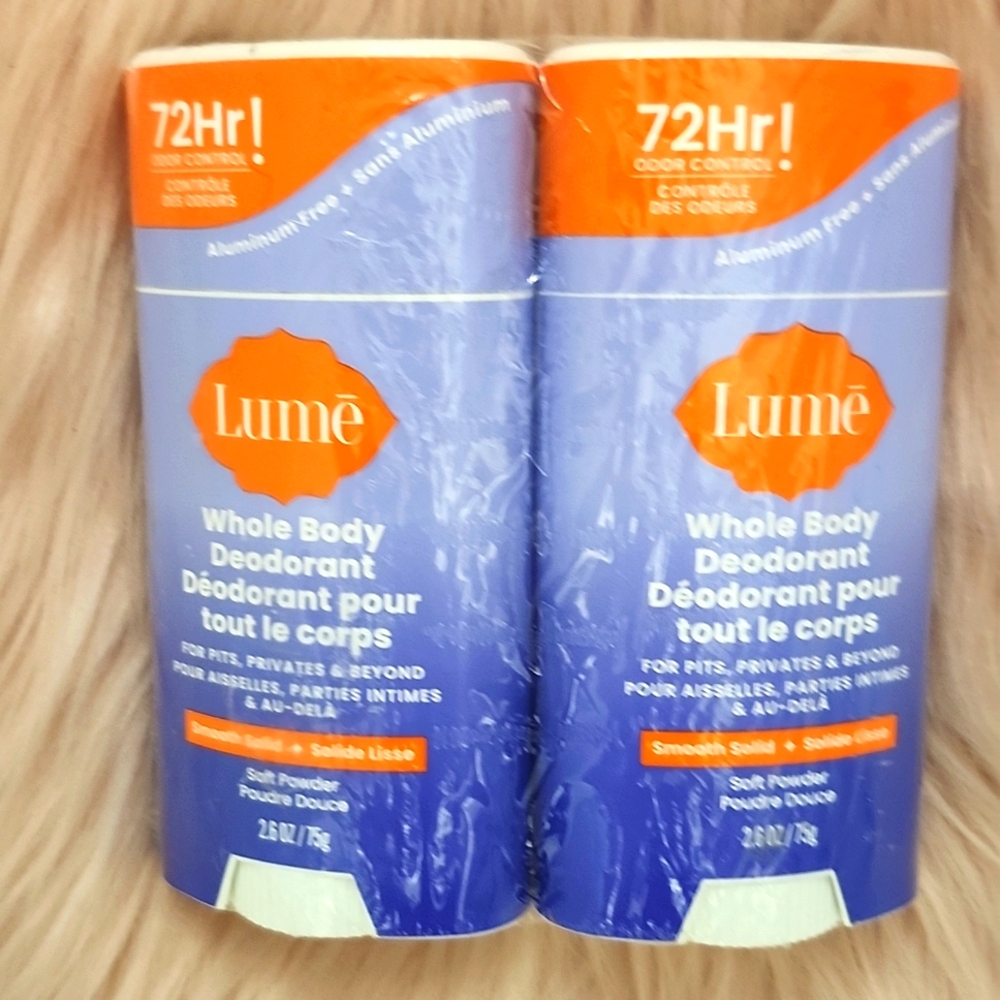 72Hr!
ODOR CONTROL
CONTRÔLE
DES ODEURS
Aluminum-Free + Sans Aluminium
Lumē
Whole Body
Deodorant
Déodorant pour
tout le corps
FOR PITS, PRIVATES & BEYOND
POUR AISSELLES, PARTIES INTIMES
& AU-DELÀ
Smooth Solid + Solide Lisse
Soft Powder
Poudre Douce
2.6 OZ / 75g
72Hr!
ODOR CONTROL
CONTRÔLE
DES ODEURS
Aluminum Free + Sans
Lumē
Whole Body
Deodorant
Déodorant pour
tout le corps
FOR PITS, PRIVATES & BEYOND
POUR AISSELLES, PARTIES INTIMES
& AU-DELÀ
Smooth Solid + Solide Lisse
Soft Powder
Poudre Douce
2.6 OZ / 75g